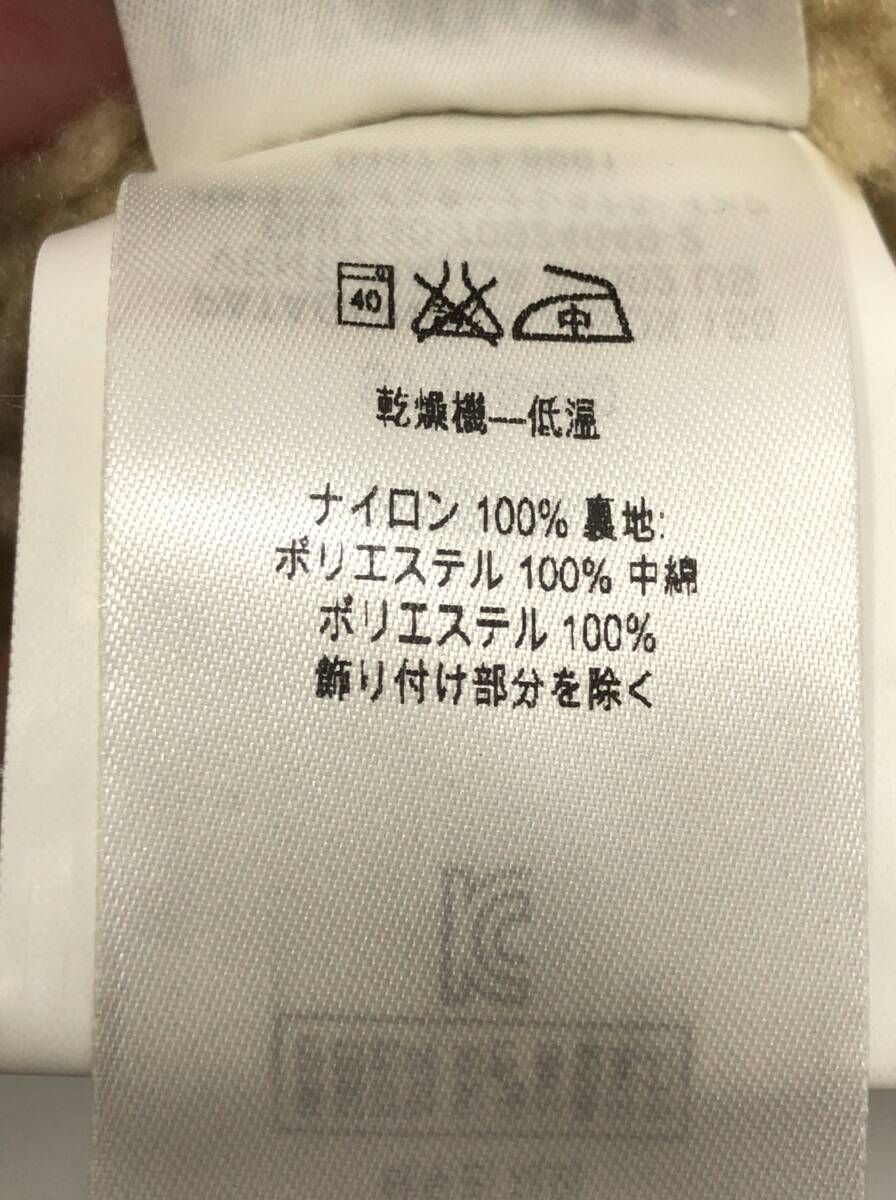 40 中
乾燥機―低温
ナイロン 100% 裏地:
ポリエステル 100% 中綿
ポリエステル 100%
飾り付け部分を除く